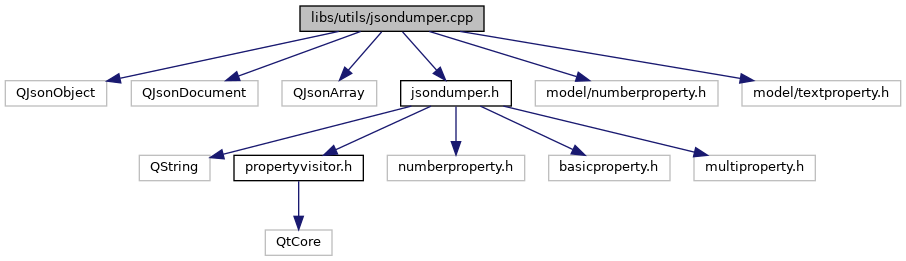 libs/utils/jsondumper.cpp
QJsonObject
QJsonDocument
QJsonArray
jsondumper.h
model/numberproperty.h
model/textproperty.h
QString
propertyvisitor.h
numberproperty.h
basicproperty.h
multiproperty.h
QtCore